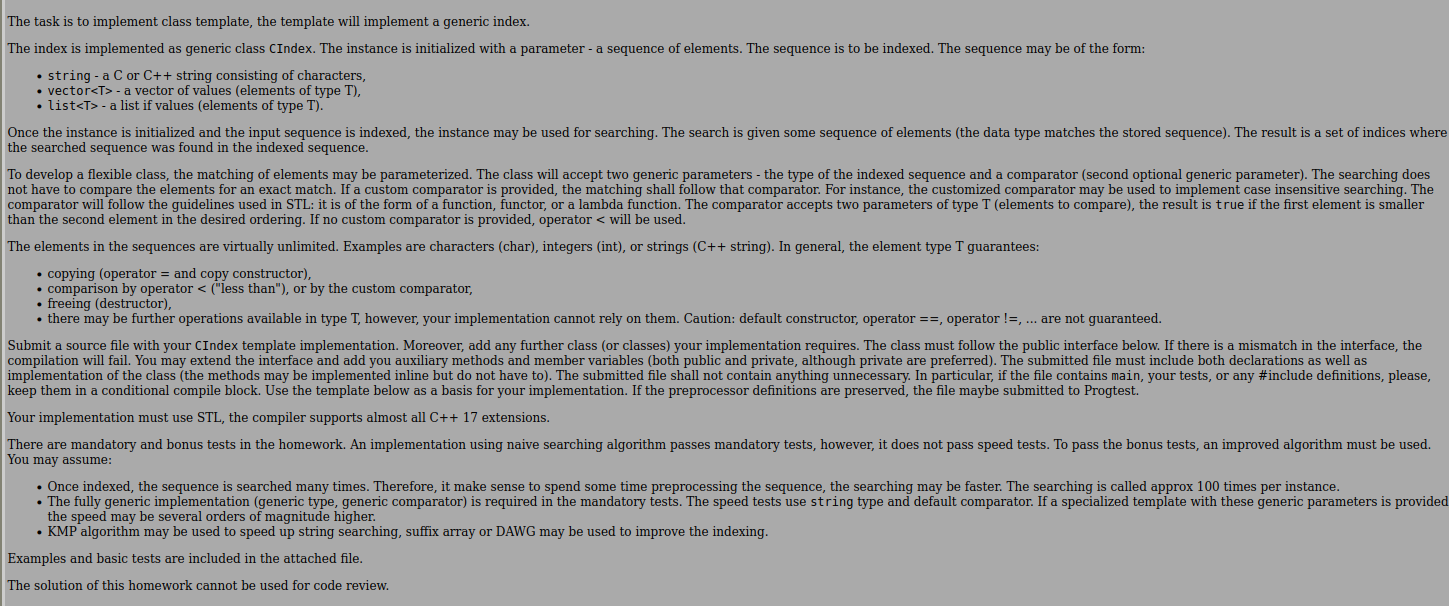 The task is to implement class template, the template will implement a generic index.
The index is implemented as generic class CIndex. The instance is initialized with a parameter - a sequence of elements. The sequence is to be indexed. The sequence may be of the form:
• string - a C or C++ string consisting of characters,
• vector<T> - a vector of values (elements of type T),
• list<T> - a list if values (elements of type T).
Once the instance is initialized and the input sequence is indexed, the instance may be used for searching. The search is given some sequence of elements (the data type matches the stored sequence). The result is a set of indices where
the searched sequence was found in the indexed sequence.
To develop a flexible class, the matching of elements may be parameterized. The class will accept two generic parameters - the type of the indexed sequence and a comparator (second optional generic parameter). The searching does
not have to compare the elements for an exact match. If a custom comparator is provided, the matching shall follow that comparator. For instance, the customized comparator may be used to implement case insensitive searching. The
comparator will follow the guidelines used in STL: it is of the form of a function, functor, or a lambda function. The comparator accepts two parameters of type T (elements to compare), the result is true if the first element is smaller
than the second element in the desired ordering. If no custom comparator is provided, operator < will be used.
The elements in the sequences are virtually unlimited. Examples are characters (char), integers (int), or strings (C++ string). In general, the element type T guarantees:
• copying (operator = and copy constructor),
• comparison by operator < ("less than"), or by the custom comparator,
• freeing (destructor),
• there may be further operations available in type T, however, your implementation cannot rely on them. Caution: default constructor, operator ==, operator !=, ... are not guaranteed.
Submit a source file with your CIndex template implementation. Moreover, add any further class (or classes) your implementation requires. The class must follow the public interface below. If there is a mismatch in the interface, the
compilation will fail. You may extend the interface and add you auxiliary methods and member variables (both public and private, although private are preferred). The submitted file must include both declarations as well as
implementation of the class (the methods may be implemented inline but do not have to). The submitted file shall not contain anything unnecessary. In particular, if the file contains main, your tests, or any #include definitions, please,
keep them in a conditional compile block. Use the template below as a basis for your implementation. If the preprocessor definitions are preserved, the file maybe submitted to Progtest.
Your implementation must use STL, the compiler supports almost all C++ 17 extensions.
There are mandatory and bonus tests in the homework. An implementation using naive searching algorithm passes mandatory tests, however, it does not pass speed tests. To pass the bonus tests, an improved algorithm must be used.
You may assume:
• Once indexed, the sequence is searched many times. Therefore, it make sense to spend some time preprocessing the sequence, the searching may be faster. The searching is called approx 100 times per instance.
• The fully generic implementation (generic type, generic comparator) is required in the mandatory tests. The speed tests use string type and default comparator. If a specialized template with these generic parameters is provided
the speed may be several orders of magnitude higher.
• KMP algorithm may be used to speed up string searching, suffix array or DAWG may be used to improve the indexing.
Examples and basic tests are included in the attached file.
The solution of this homework cannot be used for code review.